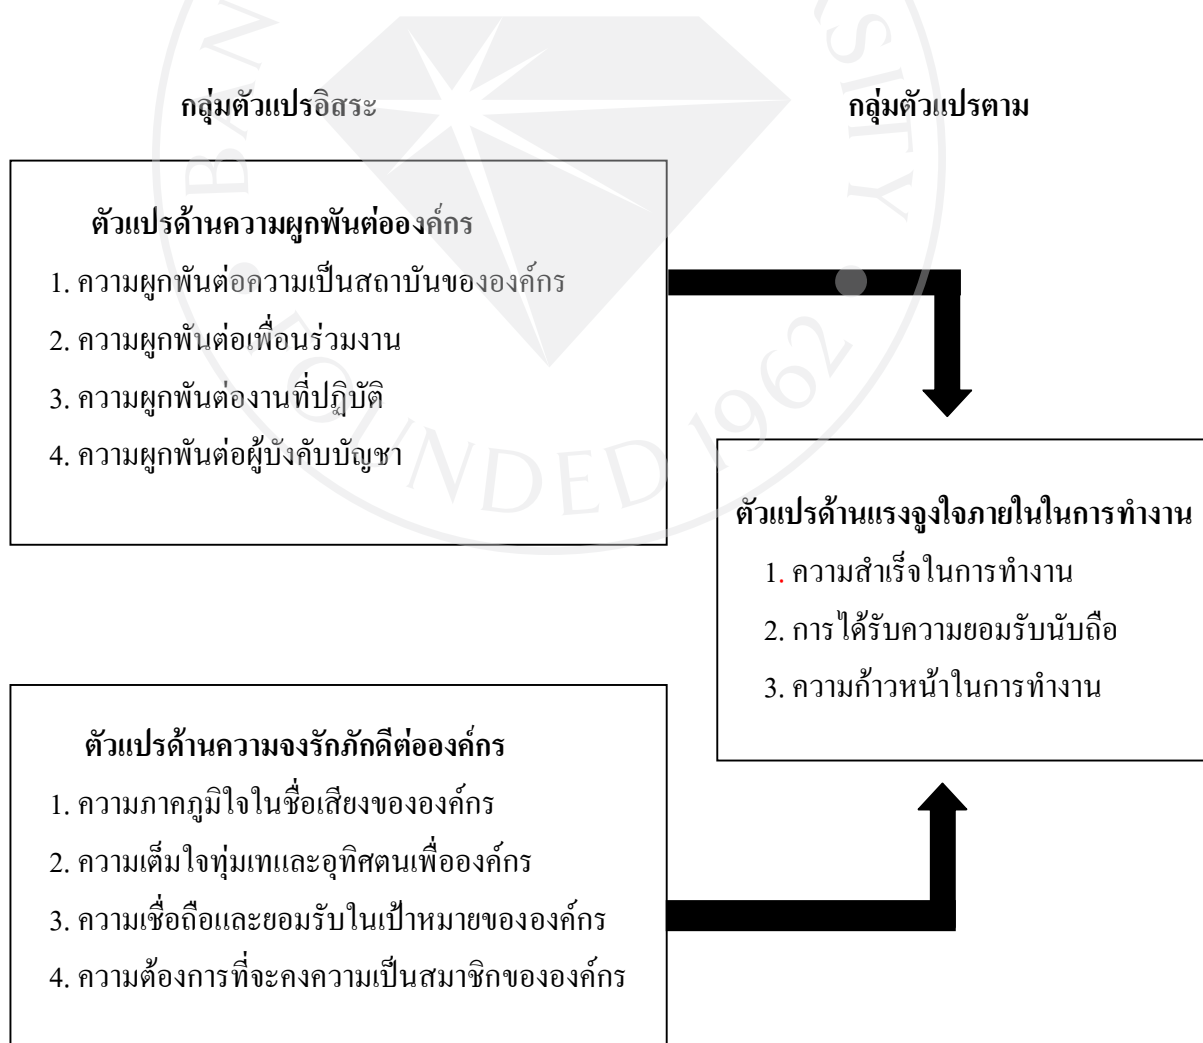 กลุ่มตัวแปรอิสระ
กลุ่มตัวแปรตาม
ตัวแปรด้านความผูกพันต่อองค์กร
1. ความผูกพันต่อความเป็นสถาบันขององค์กร
2. ความผูกพันต่อเพื่อนร่วมงาน
3. ความผูกพันต่องานที่ปฏิบัติ
4. ความผูกพันต่อผู้บังคับบัญชา
ตัวแปรด้านแรงจูงใจภายในในการทำงาน
1. ความสำเร็จในการทำงาน
2. การได้รับความยอมรับนับถือ
3. ความก้าวหน้าในการทำงาน
ตัวแปรด้านความจงรักภักดีต่อองค์กร
1. ความภาคภูมิใจในชื่อเสียงขององค์กร
2. ความเต็มใจทุ่มเทและอุทิศตนเพื่อองค์กร
3. ความเชื่อถือและยอมรับในเป้าหมายขององค์กร
4. ความต้องการที่จะคงความเป็นสมาชิกขององค์กร
FOUNDED 1962